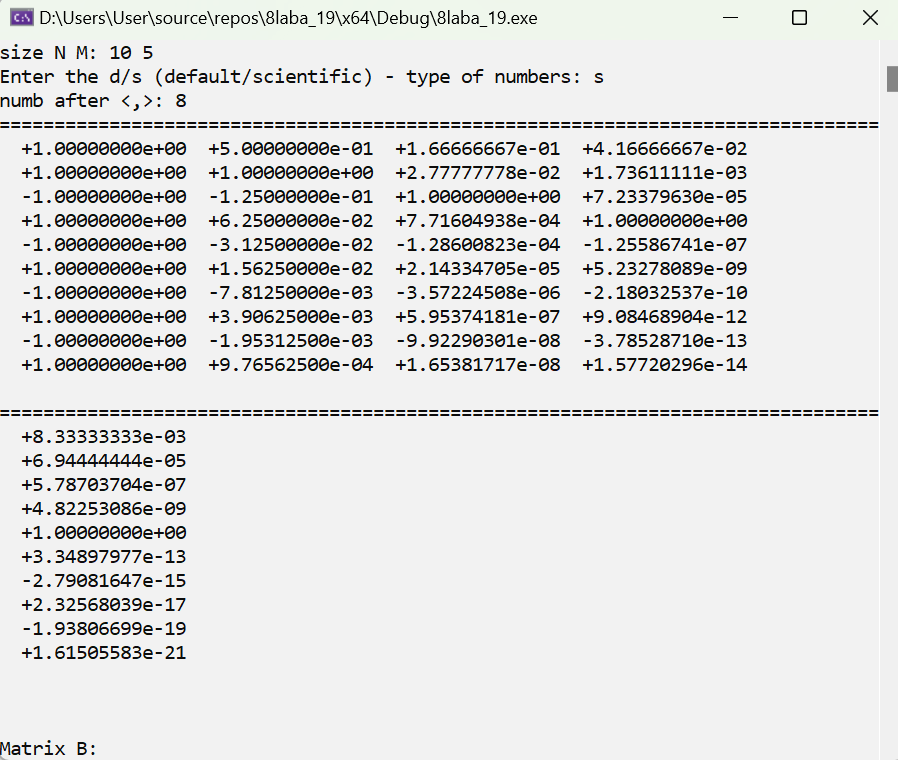 D:\Users\User\source\repos\8laba_19\x64\Debug\8laba_19.exe
size N M: 10 5
Enter the d/s (default/scientific) - type of numbers: s
numb after <,>: 8
================================================================================
+1.00000000e+00 +5.00000000e-01 +1.66666667e-01 +4.16666667e-02
+1.00000000e+00 +1.00000000e+00 +2.77777778e-02 +1.73611111e-03
-1.00000000e+00 -1.25000000e-01 +1.00000000e+00 +7.23379630e-05
+1.00000000e+00 +6.25000000e-02 +7.71604938e-04 +1.00000000e+00
-1.00000000e+00 -3.12500000e-02 -1.28600823e-04 -1.25586741e-07
+1.00000000e+00 +1.56250000e-02 +2.14334705e-05 +5.23278089e-09
-1.00000000e+00 -7.81250000e-03 -3.57224508e-06 -2.18032537e-10
+1.00000000e+00 +3.90625000e-03 +5.95374181e-07 +9.08468904e-12
-1.00000000e+00 -1.95312500e-03 -9.92290301e-08 -3.78528710e-13
+1.00000000e+00 +9.76562500e-04 +1.65381717e-08 +1.57720296e-14
================================================================================
+8.33333333e-03
+6.94444444e-05
+5.78703704e-07
+4.82253086e-09
+1.00000000e+00
+3.34897977e-13
-2.79081647e-15
+2.32568039e-17
-1.93806699e-19
+1.61505583e-21
Matrix B: